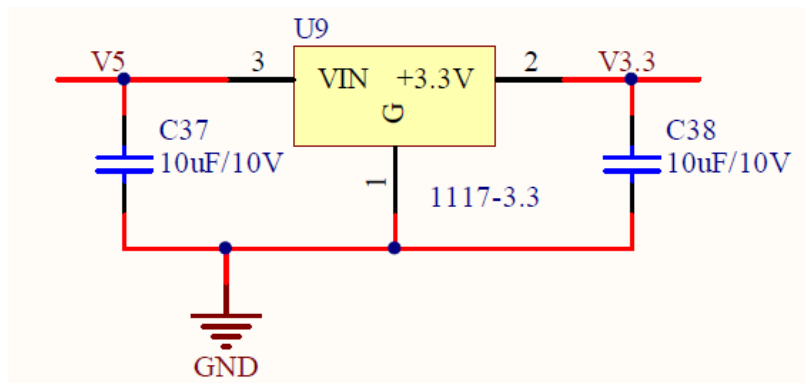 U9
V5
3
VIN
+3.3V
2
V3.3
G
C37
10uF/10V
C38
10uF/10V
1
1117-3.3
GND